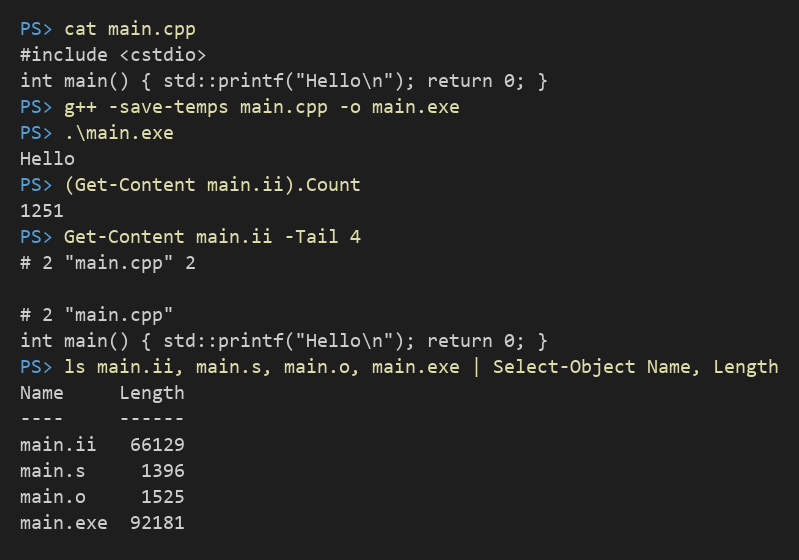 PS> cat main.cpp
#include <cstdio>
int main() { std::printf("Hello\n"); return 0; }
PS> g++ -save-temps main.cpp -o main.exe
PS> .\main.exe
Hello
PS> (Get-Content main.ii).Count
1251
PS> Get-Content main.ii -Tail 4
# 2 "main.cpp" 2

# 2 "main.cpp"
int main() { std::printf("Hello\n"); return 0; }
PS> ls main.ii, main.s, main.o, main.exe | Select-Object Name, Length
Name     Length
----     ------
main.ii   66129
main.s     1396
main.o     1525
main.exe  92181